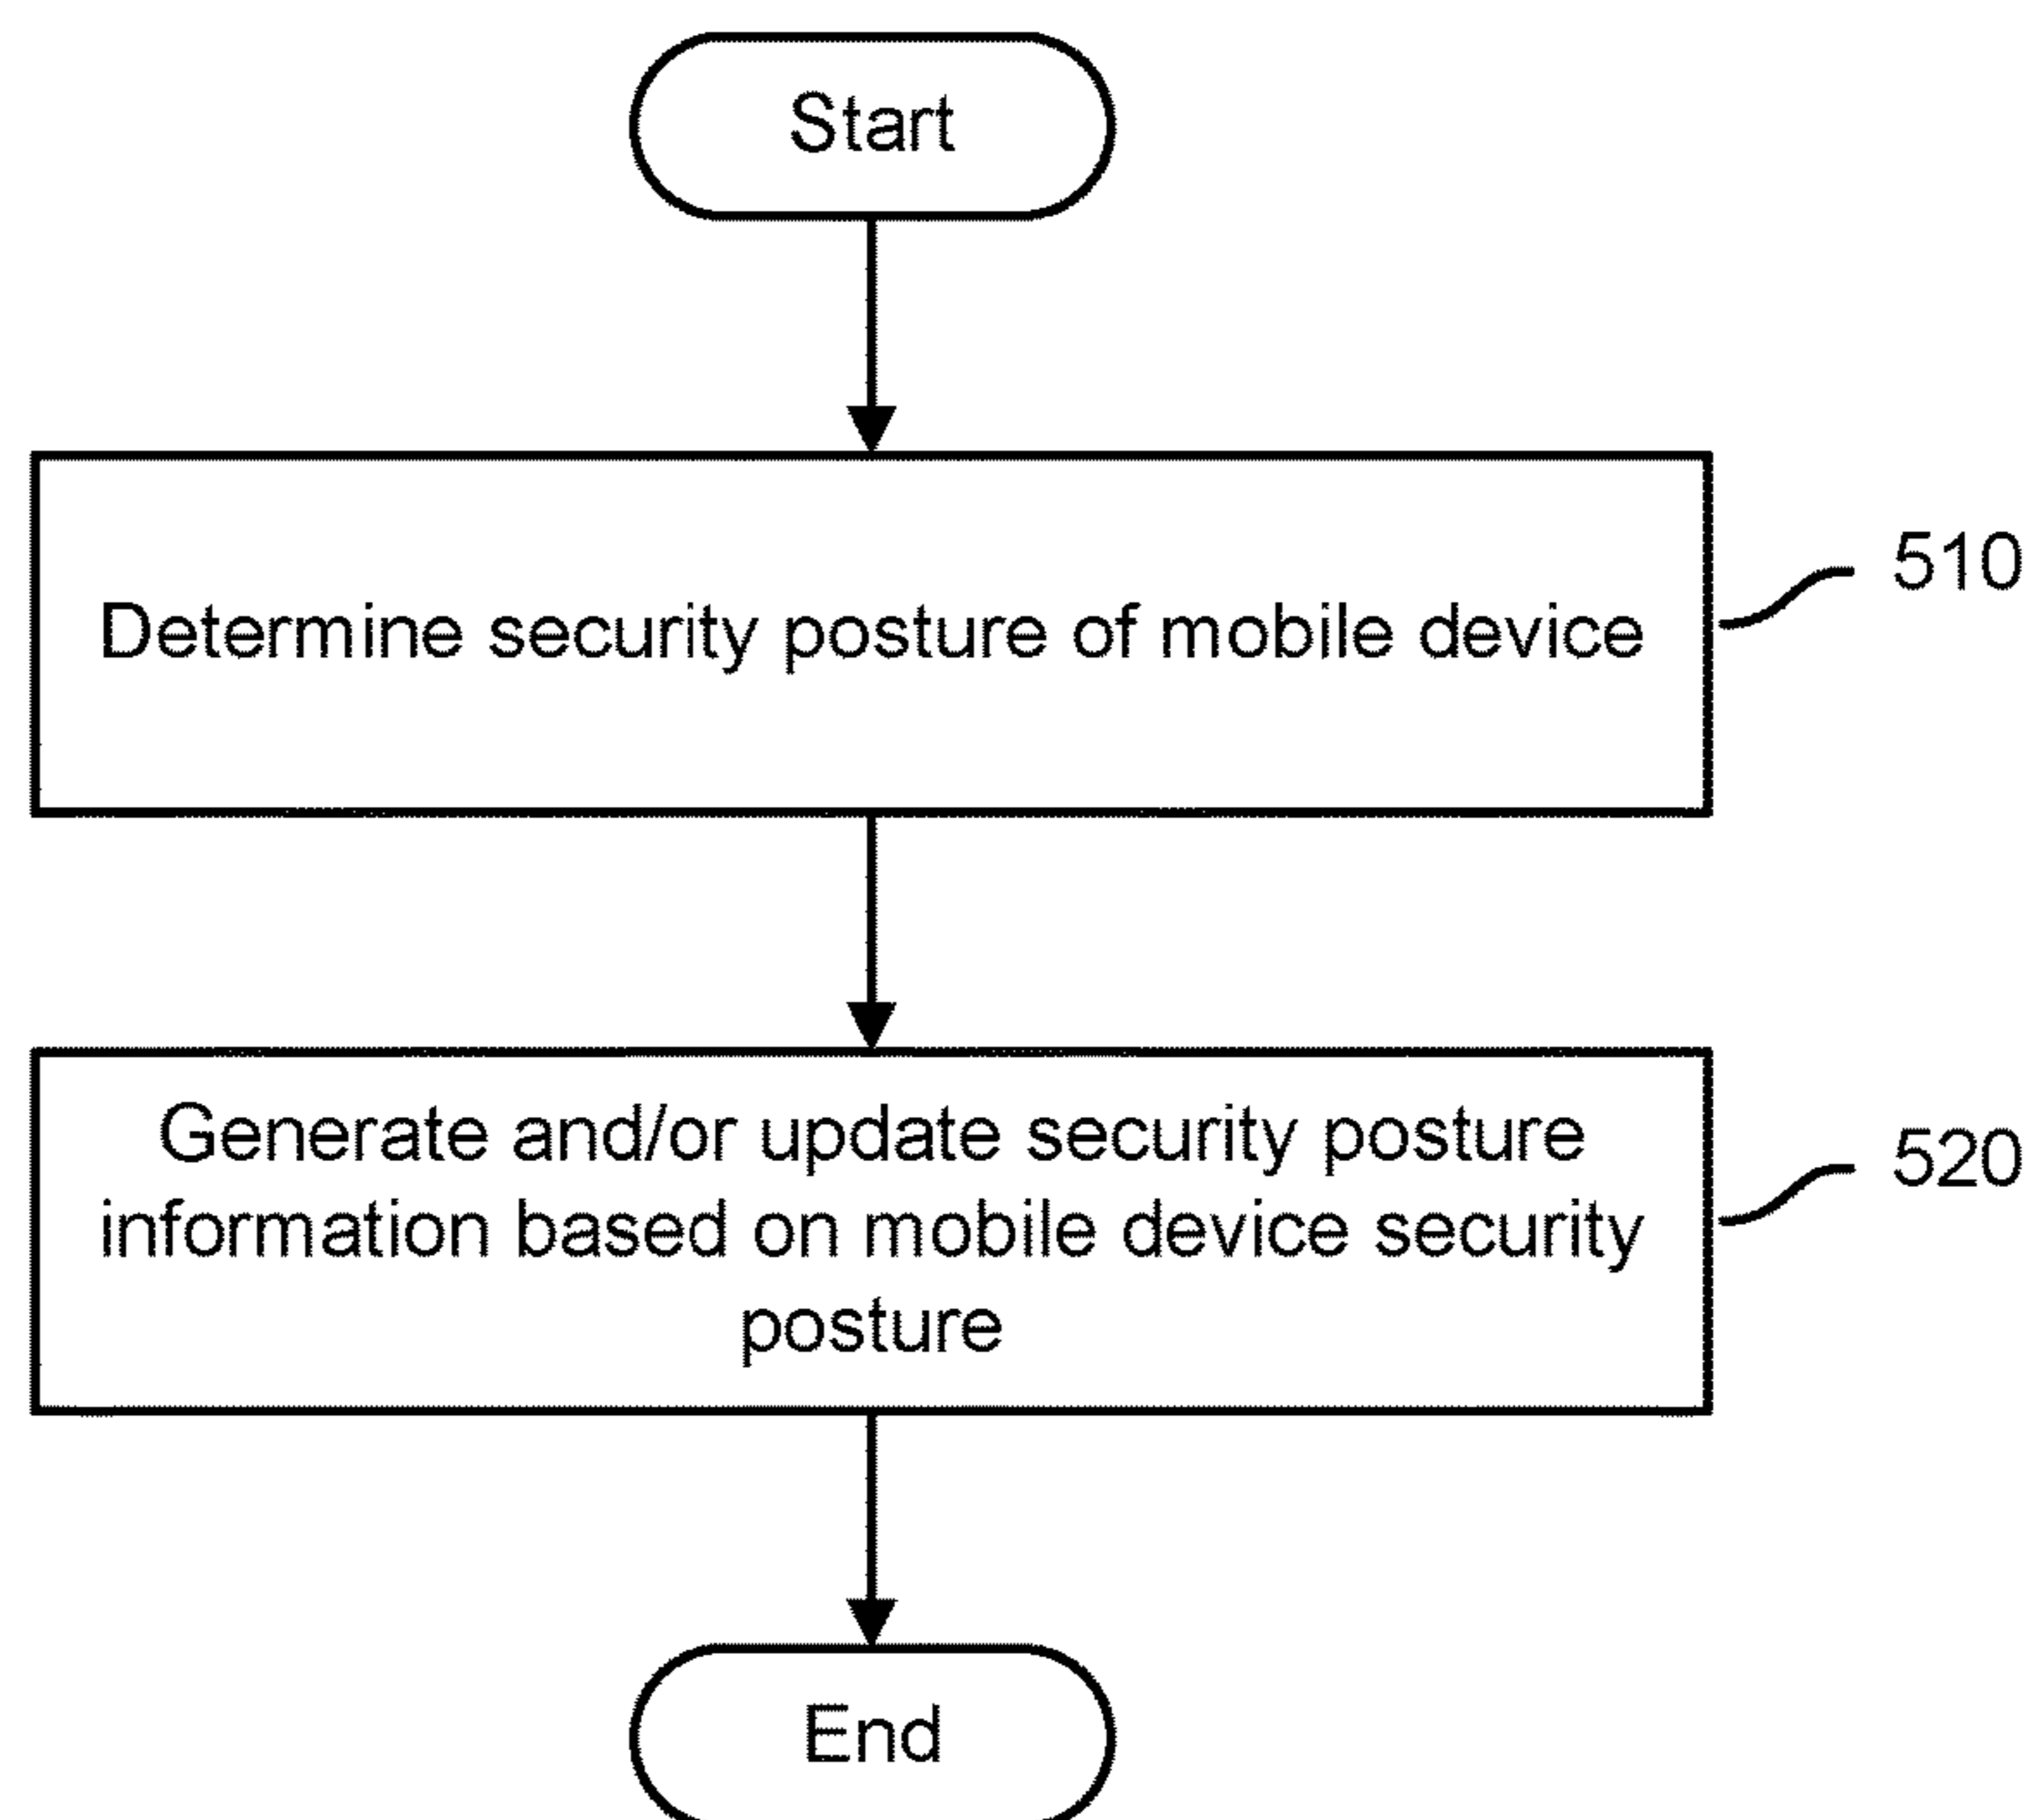 Start
Determine security posture of mobile device
510
Generate and/or update security posture
information based on mobile device security
posture
520
End